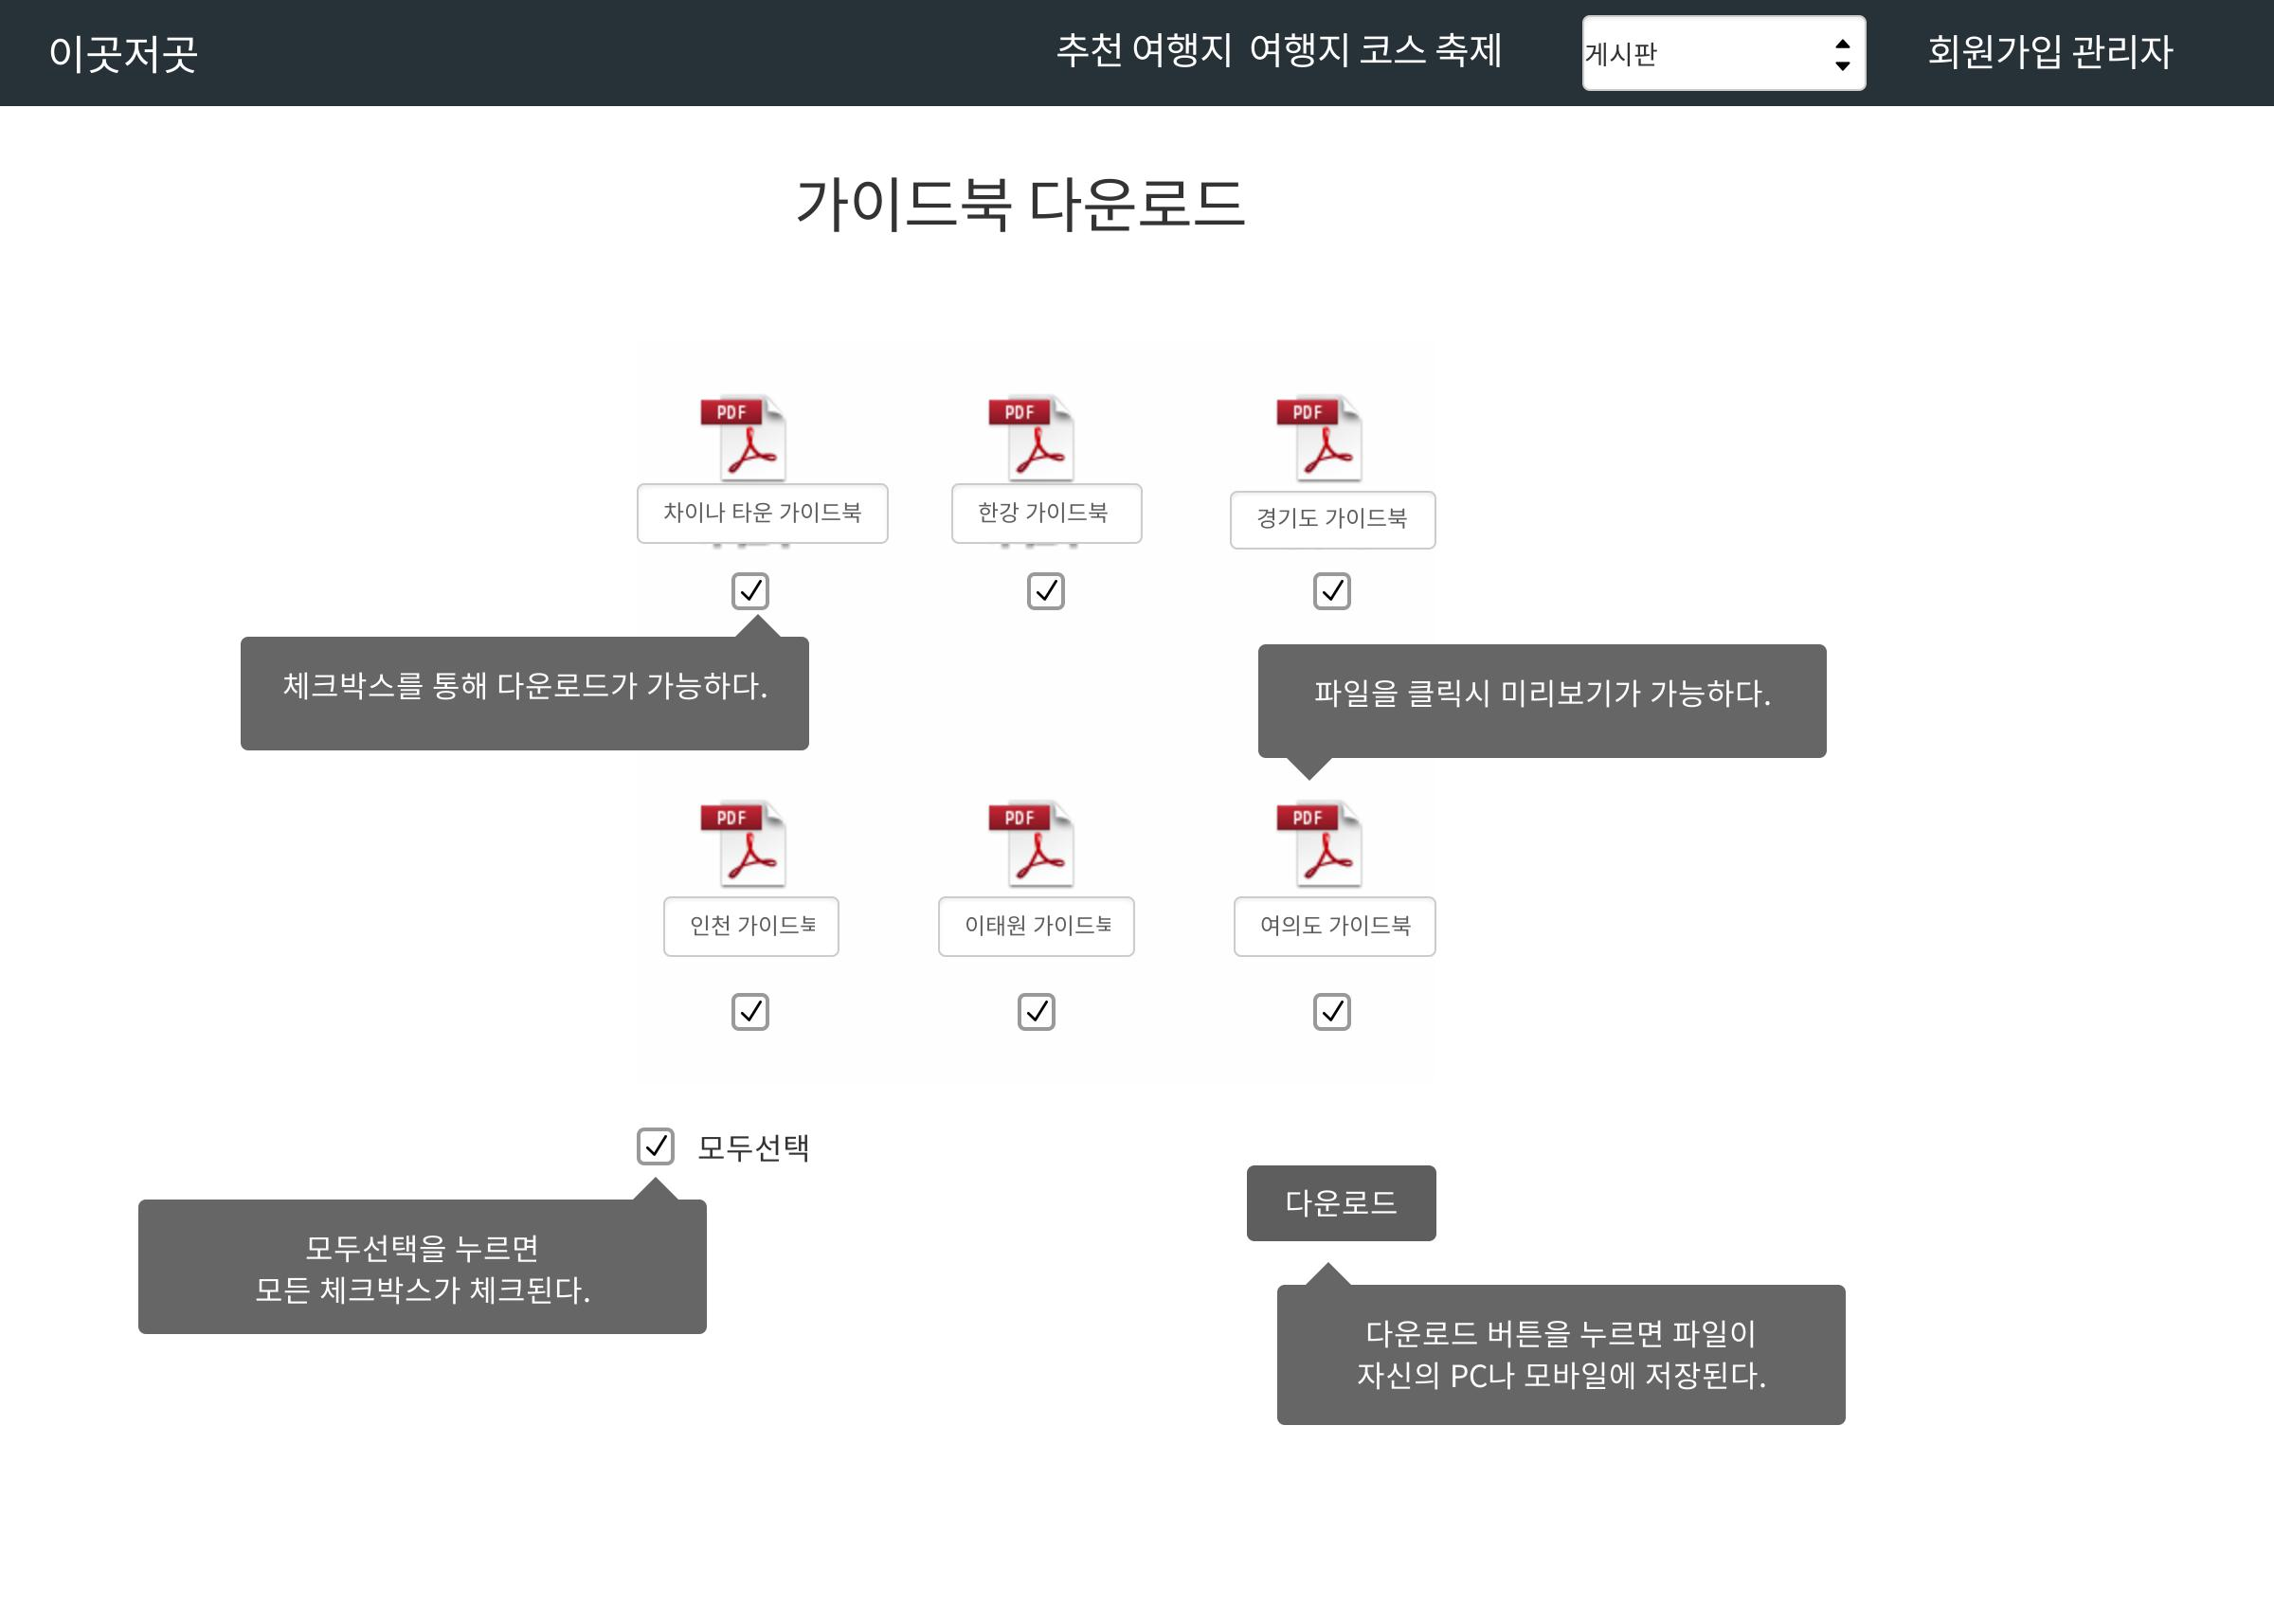 이곳저곳
추천 여행지 여행지 코스 축제
게시판
회원가입 관리자
가이드북 다운로드
PDF PDF PDF
차이나 타운 가이드북 한강 가이드북 경기도 가이드북
체크박스를 통해 다운로드가 가능하다.
파일을 클릭시 미리보기가 가능하다.
PDF PDF PDF
인천 가이드북 이태원 가이드북 여의도 가이드북
모두선택
다운로드
모두선택을 누르면
모든 체크박스가 체크된다.
다운로드 버튼을 누르면 파일이
자신의 PC나 모바일에 저장된다.